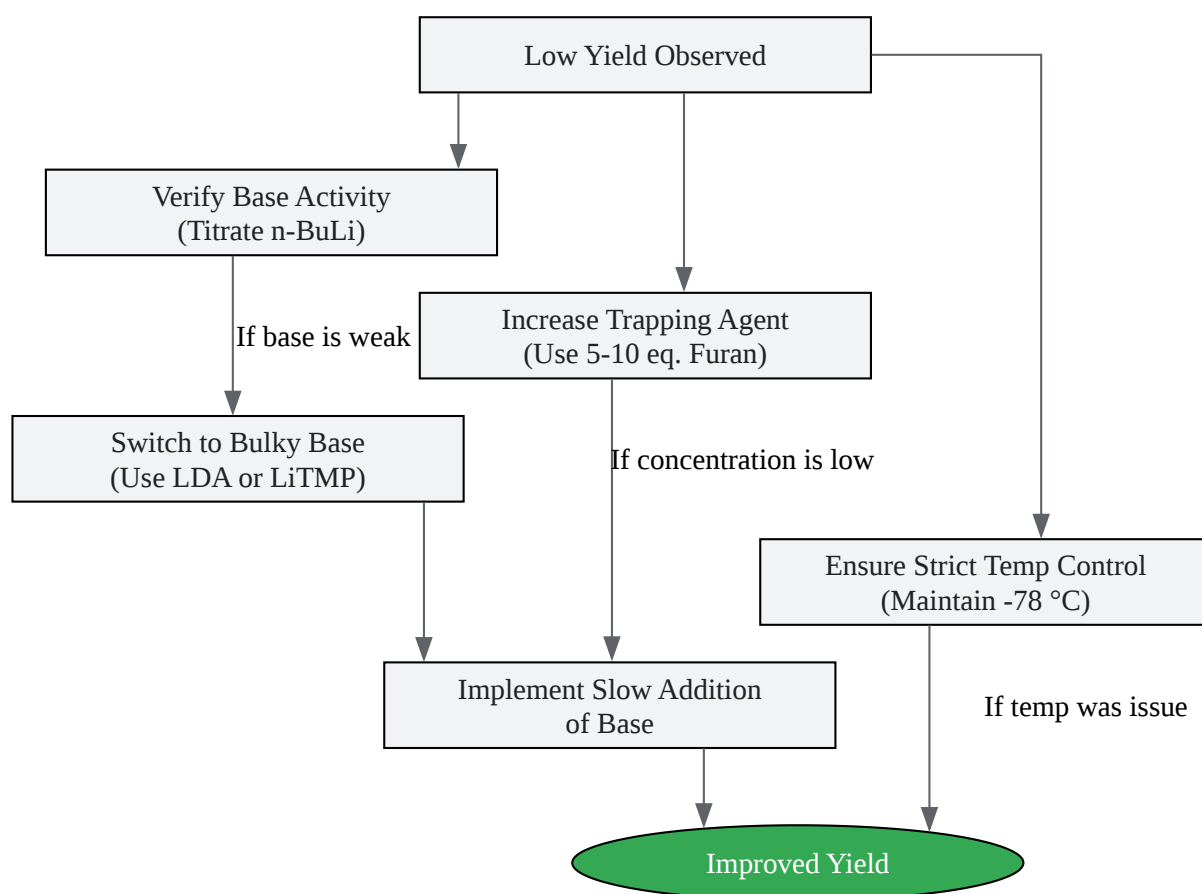 Low Yield Observed
Verify Base Activity
(Titrate n-BuLi)
If base is weak
Increase Trapping Agent
(Use 5-10 eq. Furan)
Switch to Bulky Base
(Use LDA or LiTMP)
If concentration is low
Ensure Strict Temp Control
(Maintain -78 °C)
Implement Slow Addition
of Base
If temp was issue
Improved Yield